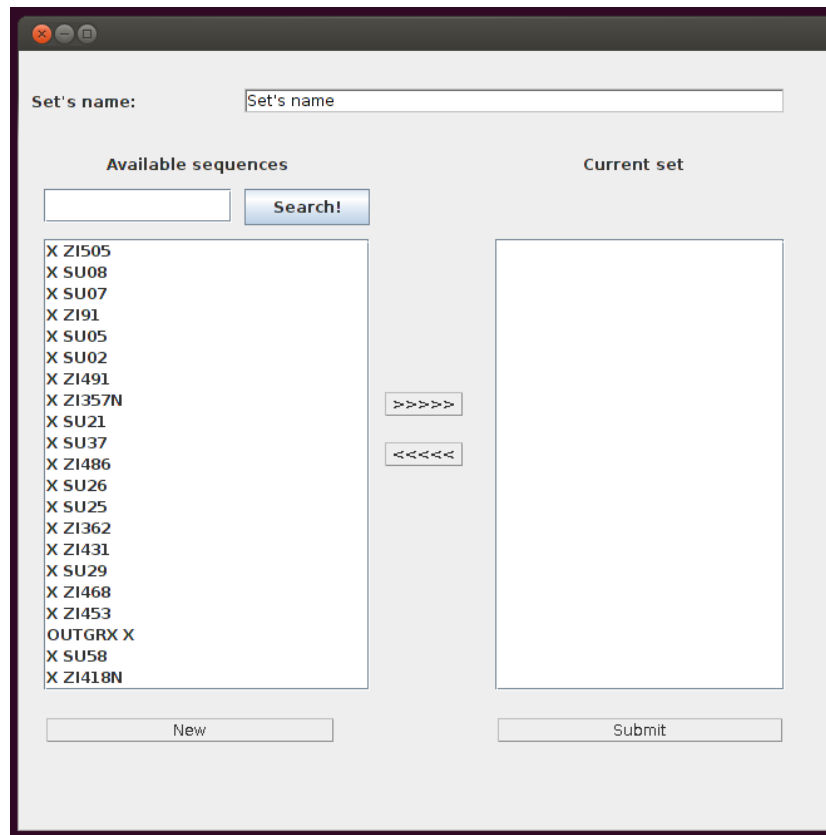 Set's name:
Set's name
Available sequences
Current set
Search!
X ZI505
X SU08
X SU07
X ZI91
X SU05
X SU02
X ZI491
X ZI357N
X SU21
X SU37
X ZI486
X SU26
X SU25
X ZI362
X ZI431
X SU29
X ZI468
X ZI453
OUTGRX X
X SU58
X ZI418N
>>>>>
<<<<<
New
Submit